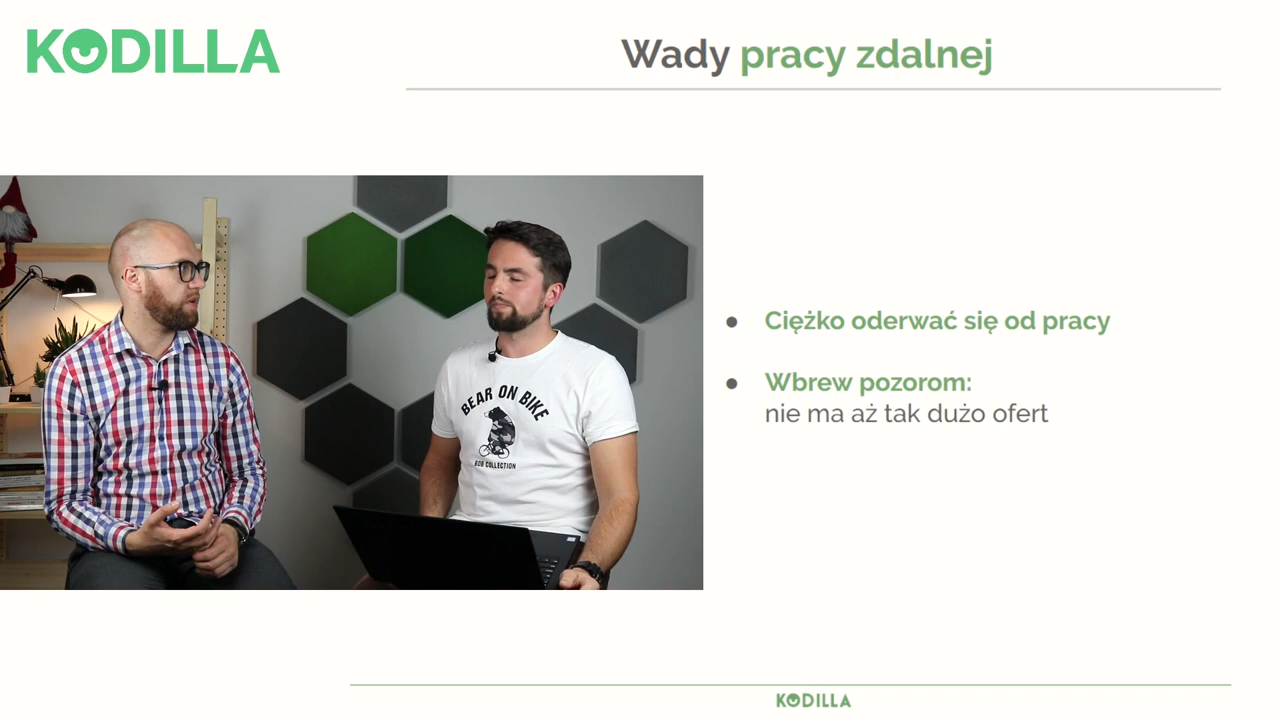 KODILLA
Wady pracy zdalnej
BEAR ON BIKE
BOB COLLECTION
● Ciężko oderwać się od pracy
● Wbrew pozorom:
nie ma aż tak dużo ofert
KODILLA